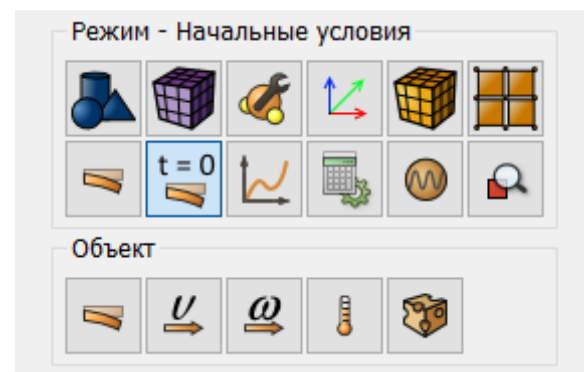 Режим - Начальные условия
t = 0
Объект
υ
ω